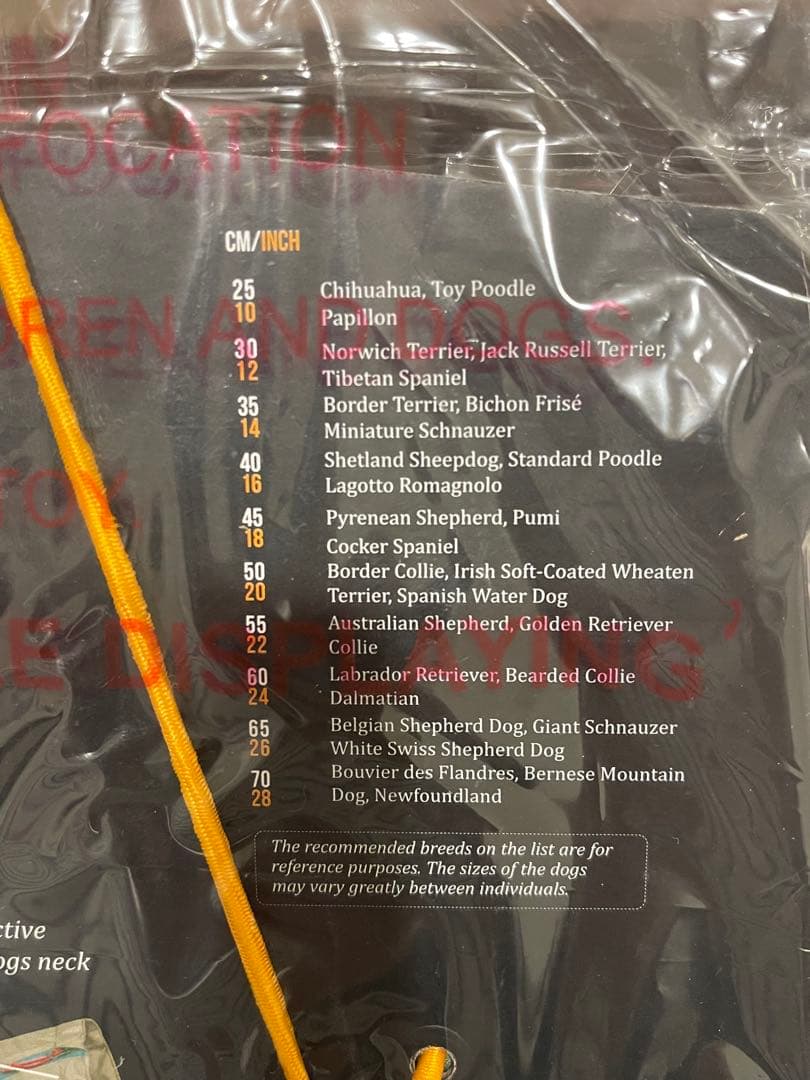 FOCATION
CM/INCH
25 Chihuahua, Toy Poodle
10 Papillon
REN AND DOGS.
30 Norwich Terrier, Jack Russell Terrier,
12 Tibetan Spaniel
35 Border Terrier, Bichon Frisé
14 Miniature Schnauzer
40 Shetland Sheepdog, Standard Poodle
16 Lagotto Romagnolo
TOY.
45 Pyrenean Shepherd, Pumi
18 Cocker Spaniel
50 Border Collie, Irish Soft-Coated Wheaten
20 Terrier, Spanish Water Dog
55 Australian Shepherd, Golden Retriever
22 Collie
E DISPLAYING'
60 Labrador Retriever, Bearded Collie
24 Dalmatian
65 Belgian Shepherd Dog, Giant Schnauzer
26 White Swiss Shepherd Dog
70 Bouvier des Flandres, Bernese Mountain
28 Dog, Newfoundland
The recommended breeds on the list are for
reference purposes. The sizes of the dogs
may vary greatly between individuals.
ctive
ogs neck